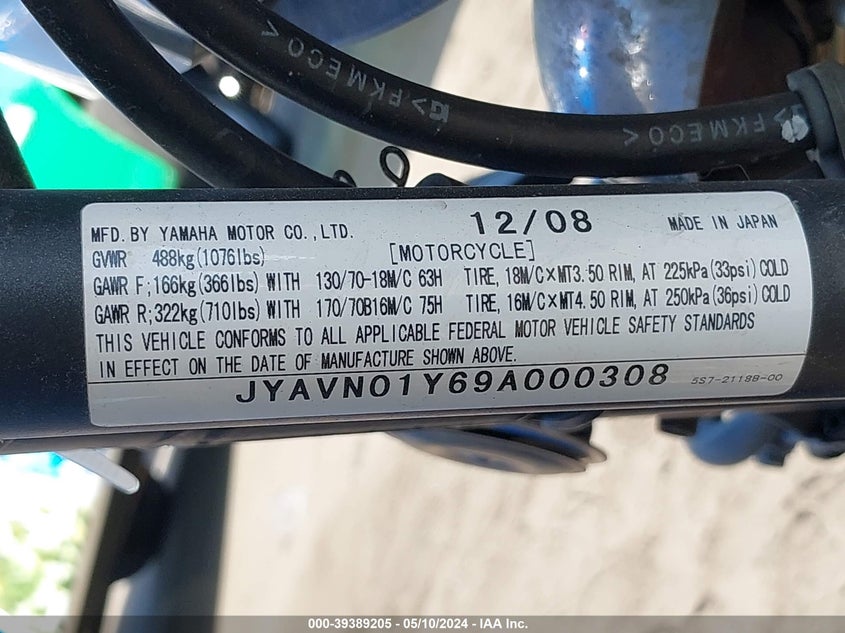 <FKMECO>
<FKMECO>
MFD. BY YAMAHA MOTOR CO., LTD. 12/08 MADE IN JAPAN
GVWR 488kg(1076lbs) [MOTORCYCLE]
GAWR F;166kg(366lbs) WITH 130/70-18M/C 63H TIRE, 18M/C×MT3.50 RIM, AT 225kPa(33psi) COLD
GAWR R;322kg(710lbs) WITH 170/70B16M/C 75H TIRE, 16M/C×MT4.50 RIM, AT 250kPa(36psi) COLD
THIS VEHICLE CONFORMS TO ALL APPLICABLE FEDERAL MOTOR VEHICLE SAFETY STANDARDS
IN EFFECT ON THE DATE OF MANUFACTURE SHOWN ABOVE.
JYAVN01Y69A000308 5S7-2118B-00
000-39389205 - 05/10/2024 - IAA Inc.